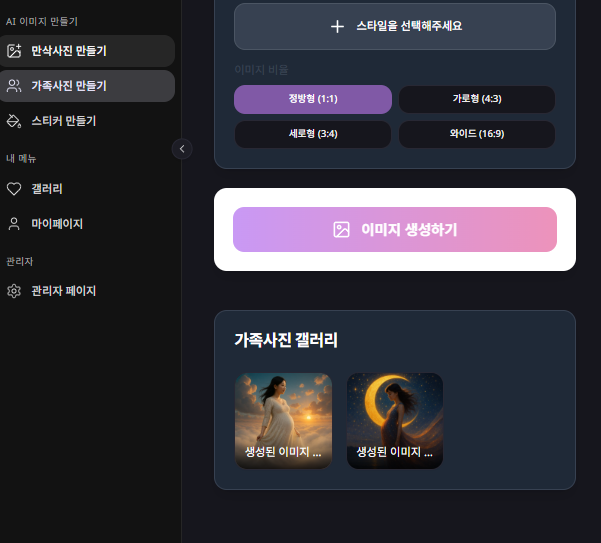 AI 이미지 만들기
만삭사진 만들기
가족사진 만들기
스티커 만들기
내 메뉴
갤러리
마이페이지
관리자
관리자 페이지
스타일을 선택해주세요
이미지 비율
정방형 (1:1)
가로형 (4:3)
세로형 (3:4)
와이드 (16:9)
이미지 생성하기
가족사진 갤러리
생성된 이미지 ...
생성된 이미지 ...